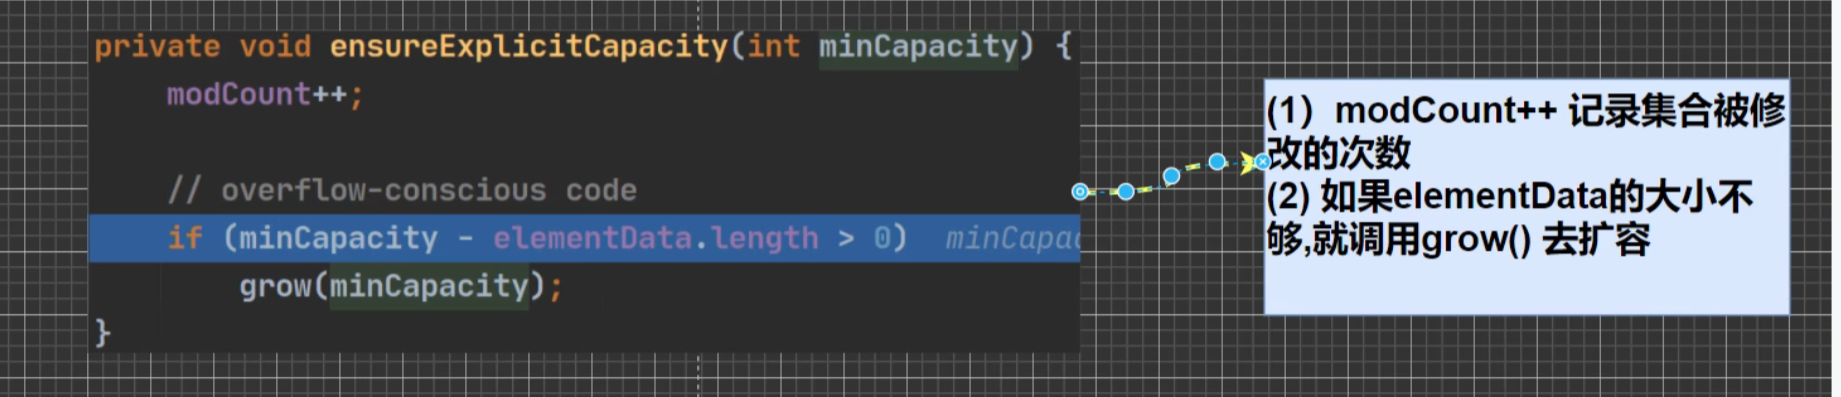 private void ensureExplicitCapacity(int minCapacity) {
modCount++;
// overflow-conscious code
if (minCapacity - elementData.length > 0) minCapac
grow(minCapacity);
}
(1）modCount++ 记录集合被修
改的次数
(2) 如果elementData的大小不
够,就调用grow() 去扩容